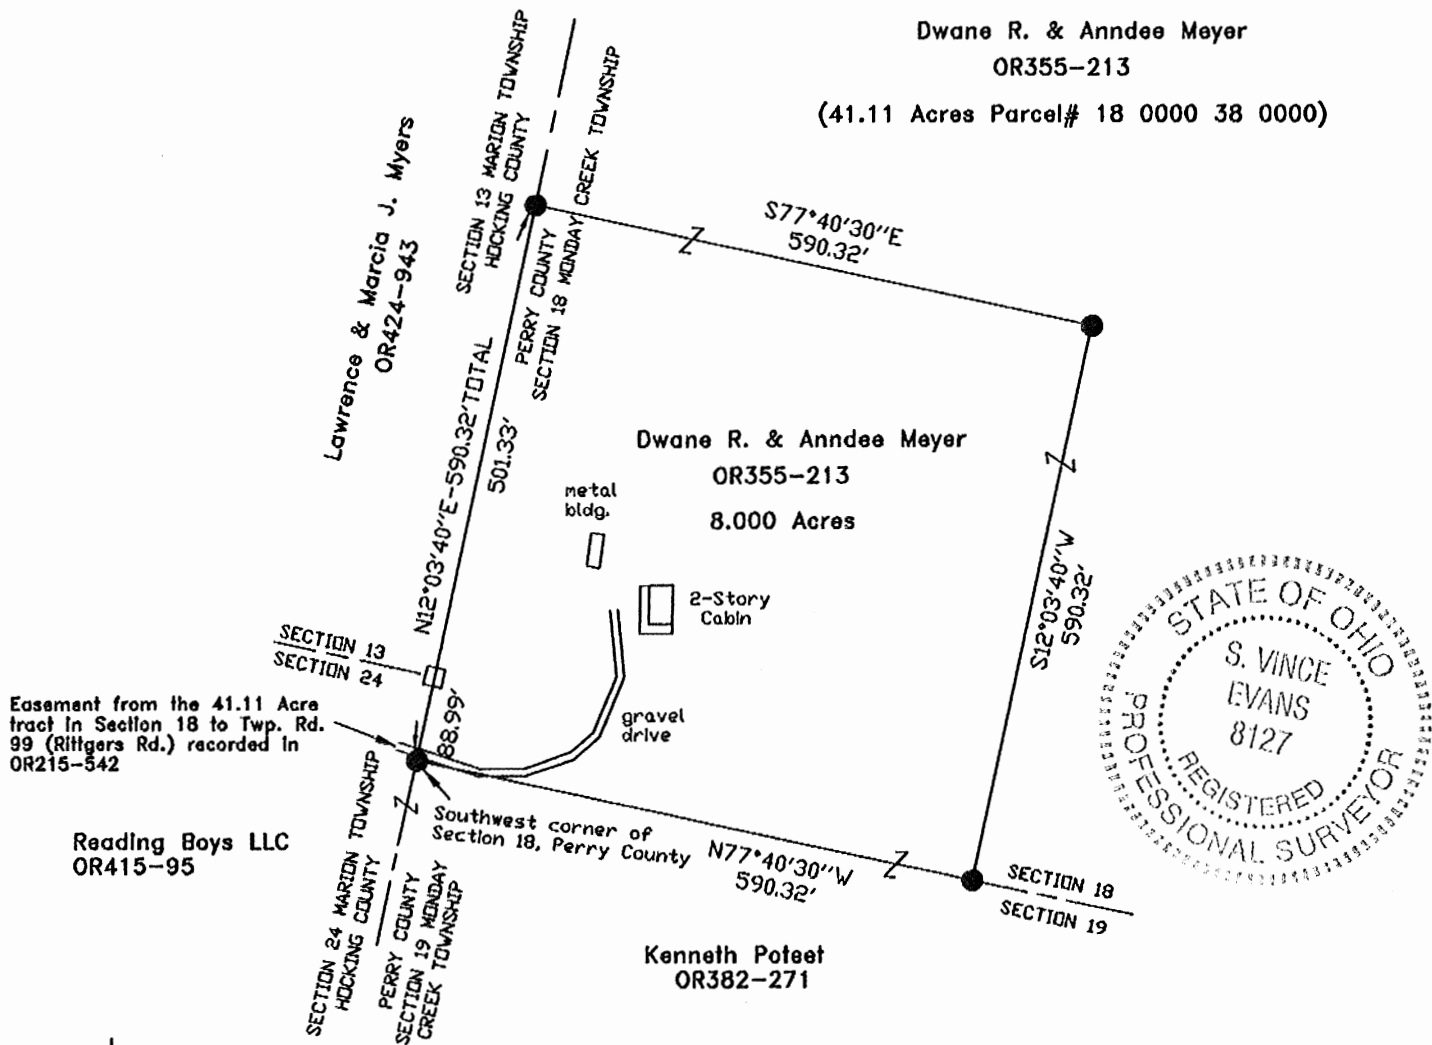 Dwane R. & Anndee Meyer
OR355-213
(41.11 Acres Parcel# 18 0000 38 0000)
Lawrence & Marcia J. Myers
OR424-943
SECTION 13 MARION TOWNSHIP
HOCKING COUNTY
PERRY COUNTY
SECTION 18 MONDAY CREEK TOWNSHIP
S77°40'30"E
590.32'
N12°03'40"E-590.32'TOTAL
501.33'
Dwane R. & Anndee Meyer
OR355-213
8.000 Acres
metal
bldg.
2-Story
Cabin
S12°03'40"W
590.32'
STATE OF OHIO
S. VINCE
EVANS
8127
REGISTERED
PROFESSIONAL SURVEYOR
SECTION 13
SECTION 24
88.99'
gravel
drive
Easement from the 41.11 Acre
tract in Section 18 to Twp. Rd.
99 (Rittgers Rd.) recorded in
OR215-542
Southwest corner of
Section 18, Perry County
N77°40'30"W
590.32'
SECTION 18
SECTION 19
Reading Boys LLC
OR415-95
SECTION 24 MARION TOWNSHIP
HOCKING COUNTY
PERRY COUNTY
SECTION 19 MONDAY
CREEK TOWNSHIP
Kenneth Poteet
OR382-271